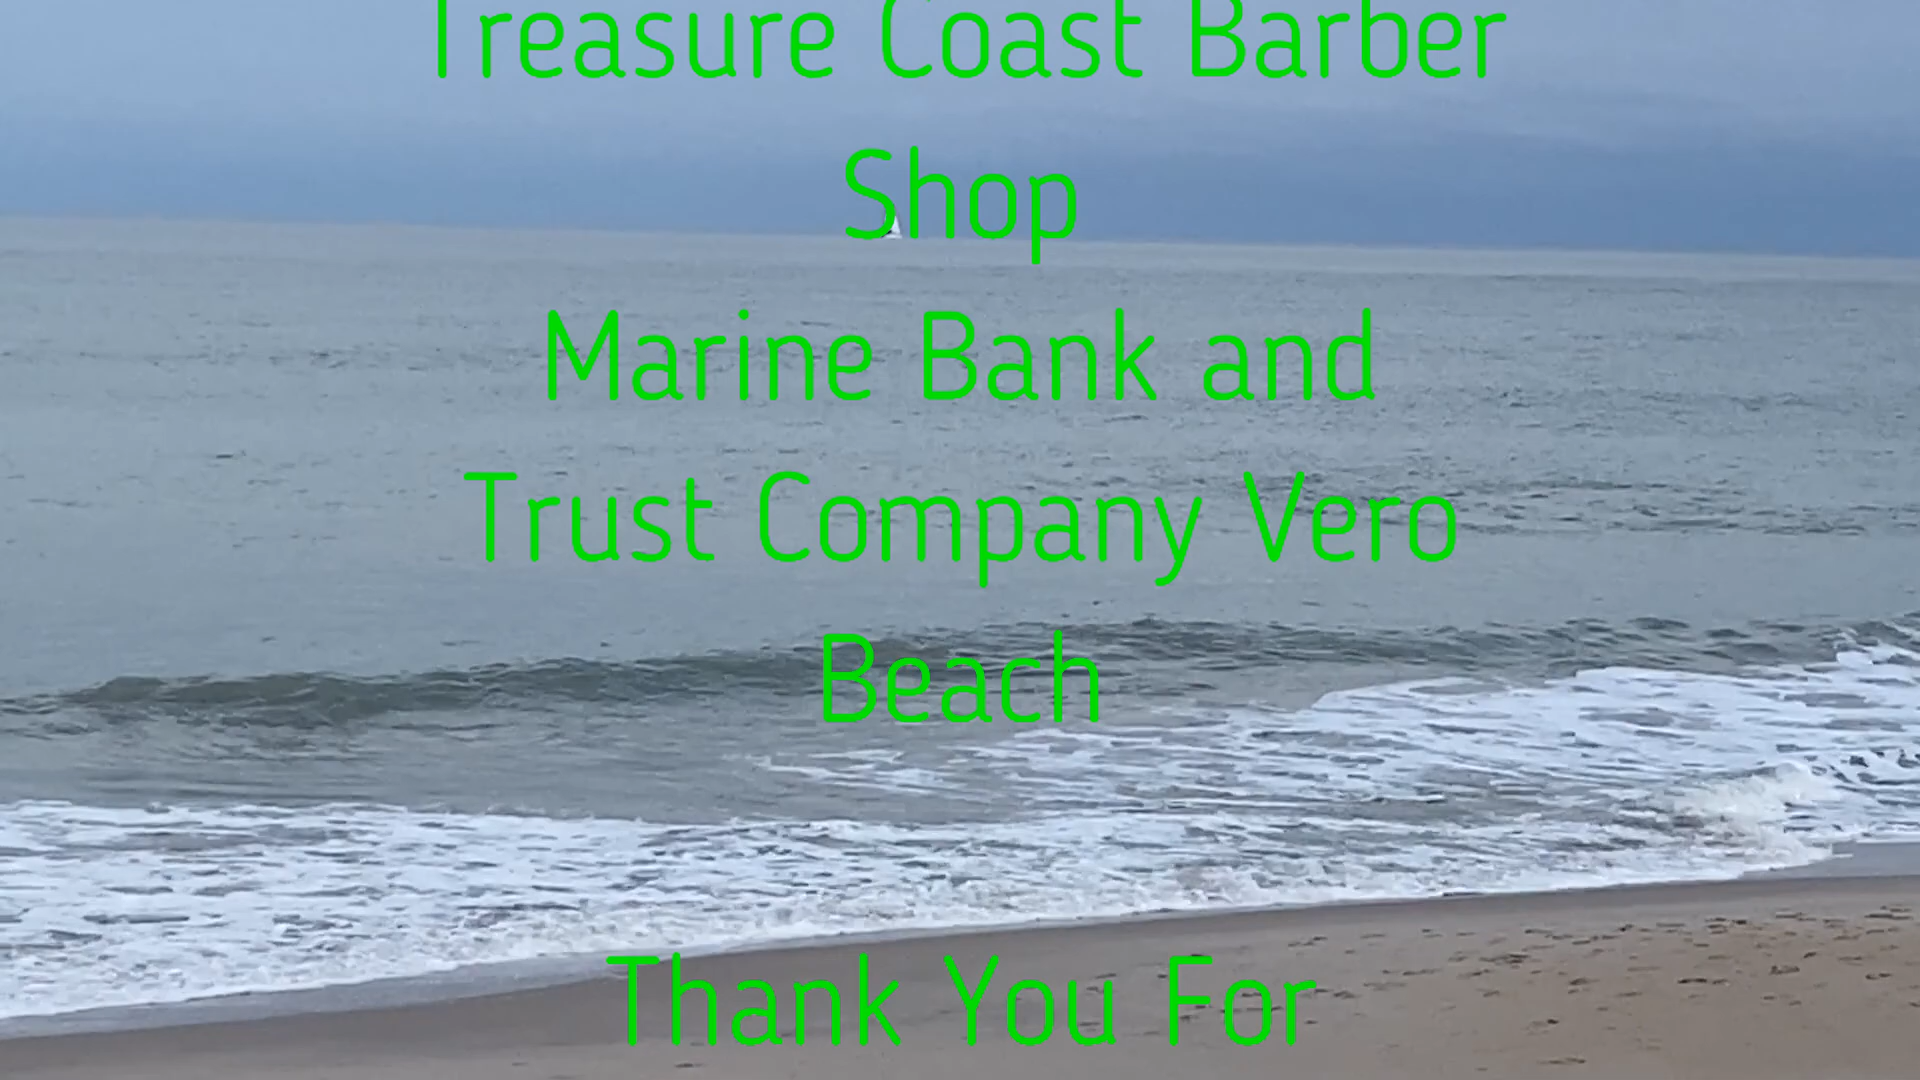 Treasure Coast Barber
Shop
Marine Bank and
Trust Company Vero
Beach
Thank You For